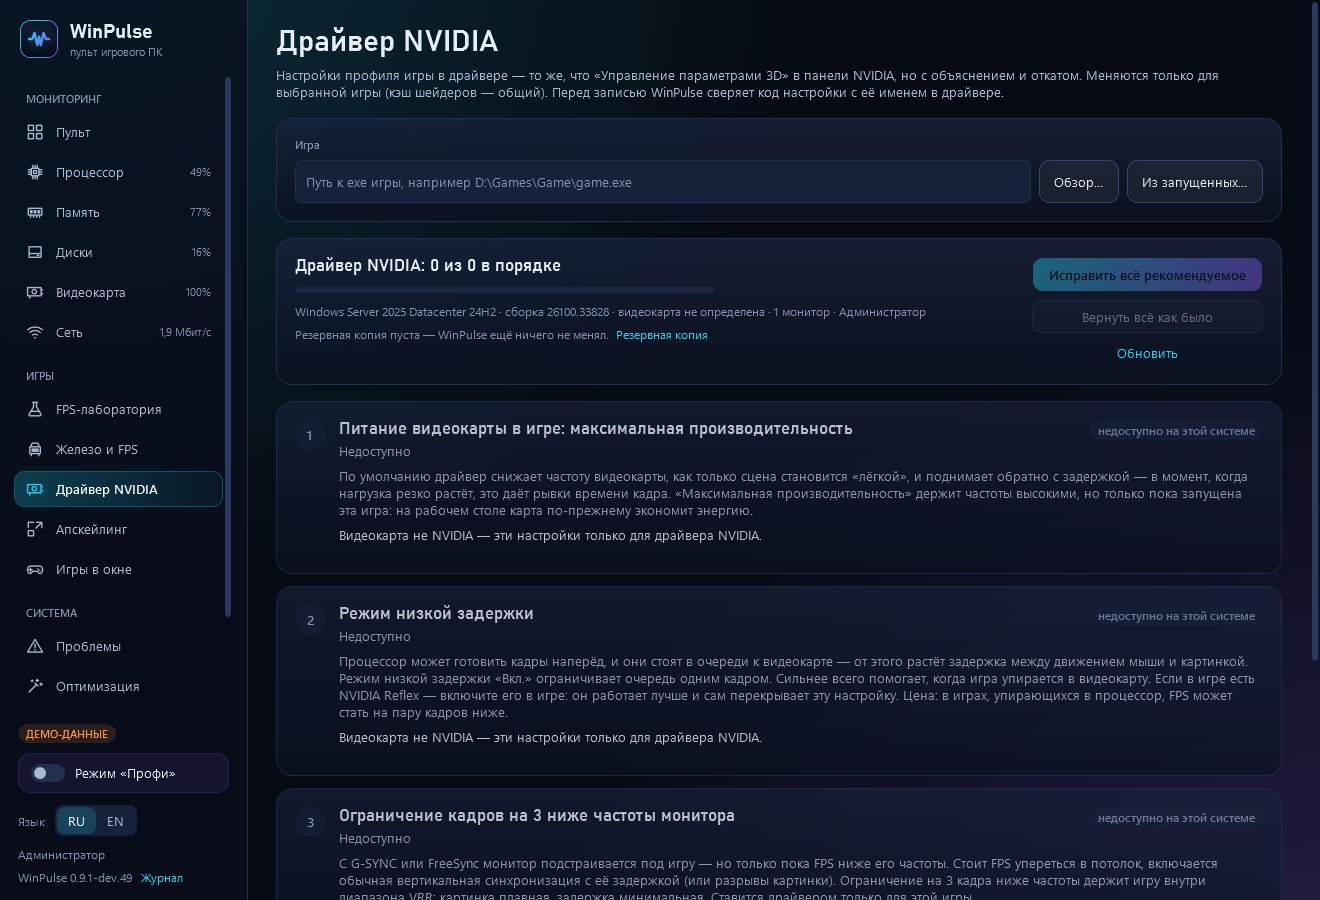 WinPulse
пульт игрового ПК
МОНИТОРИНГ
Пульт
Процессор 49%
Память 77%
Диски 16%
Видеокарта 100%
Сеть 1,9 Мбит/с
ИГРЫ
FPS-лаборатория
Железо и FPS
Драйвер NVIDIA
Апскейлинг
Игры в окне
СИСТЕМА
Проблемы
Оптимизация
ДЕМО-ДАННЫЕ
Режим «Профи»
Язык RU EN
Администратор
WinPulse 0.9.1-dev.49 Журнал
Драйвер NVIDIA
Настройки профиля игры в драйвере — то же, что «Управление параметрами 3D» в панели NVIDIA, но с объяснением и откатом. Меняются только для
выбранной игры (кэш шейдеров — общий). Перед записью WinPulse сверяет код настройки с её именем в драйвере.
Игра
Путь к exe игры, например D:\Games\Game\game.exe
Обзор...
Из запущенных...
Драйвер NVIDIA: 0 из 0 в порядке
Windows Server 2025 Datacenter 24H2 · сборка 26100.33828 · видеокарта не определена · 1 монитор · Администратор
Резервная копия пуста — WinPulse ещё ничего не менял. Резервная копия
Исправить всё рекомендуемое
Вернуть всё как было
Обновить
1
Питание видеокарты в игре: максимальная производительность
недоступно на этой системе
Недоступно
По умолчанию драйвер снижает частоту видеокарты, как только сцена становится «лёгкой», и поднимает обратно с задержкой — в момент, когда
нагрузка резко растёт, это даёт рывки времени кадра. «Максимальная производительность» держит частоты высокими, но только пока запущена
эта игра: на рабочем столе карта по-прежнему экономит энергию.
Видеокарта не NVIDIA — эти настройки только для драйвера NVIDIA.
2
Режим низкой задержки
недоступно на этой системе
Недоступно
Процессор может готовить кадры наперёд, и они стоят в очереди к видеокарте — от этого растёт задержка между движением мыши и картинкой.
Режим низкой задержки «Вкл.» ограничивает очередь одним кадром. Сильнее всего помогает, когда игра упирается в видеокарту. Если в игре есть
NVIDIA Reflex — включите его в игре: он работает лучше и сам перекрывает эту настройку. Цена: в играх, упирающихся в процессор, FPS может
стать на пару кадров ниже.
Видеокарта не NVIDIA — эти настройки только для драйвера NVIDIA.
3
Ограничение кадров на 3 ниже частоты монитора
недоступно на этой системе
Недоступно
С G-SYNC или FreeSync монитор подстраивается под игру — но только пока FPS ниже его частоты. Стоит FPS упереться в потолок, включается
обычная вертикальная синхронизация с её задержкой (или разрывы картинки). Ограничение на 3 кадра ниже частоты держит игру внутри
диапазона VRR: картинка плавная, задержка минимальная. Ставится драйвером только для этой игры.